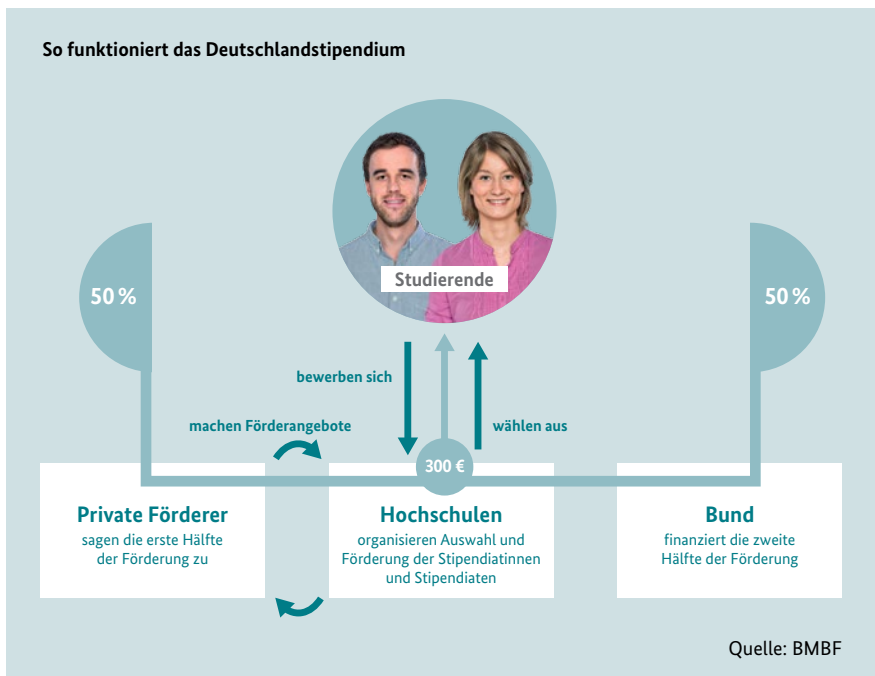 So funktioniert das Deutschlandstipendium
Studierende
50 %
50 %
bewerben sich
machen Förderangebote
wählen aus
300 €
Private Förderer
sagen die erste Hälfte
der Förderung zu
Hochschulen
organisieren Auswahl und
Förderung der Stipendiatinnen
und Stipendiaten
Bund
finanziert die zweite
Hälfte der Förderung
Quelle: BMBF